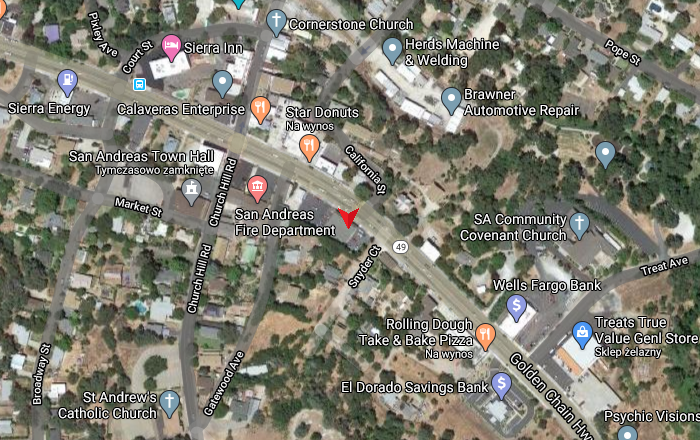 Pixley Ave
Court St
Cornerstone Church
Sierra Inn
Herds Machine
& Welding
Pope St
Sierra Energy
Calaveras Enterprise
Star Donuts
Na wynos
Brawner
Automotive Repair
San Andreas Town Hall
Tymczasowo zamknięte
California St
Market St
Church Hill Rd
San Andreas
Fire Department
SA Community
Covenant Church
49
Snyder Ct
Treat Ave
Church Hill Rd
Wells Fargo Bank
Rolling Dough
Take & Bake Pizza
Na wynos
Treats True
Value Genl Store
Sklep żelazny
Broadway St
Gatewood Ave
El Dorado Savings Bank
Golden Chain Hwy
St Andrew's
Catholic Church
Psychic Visions